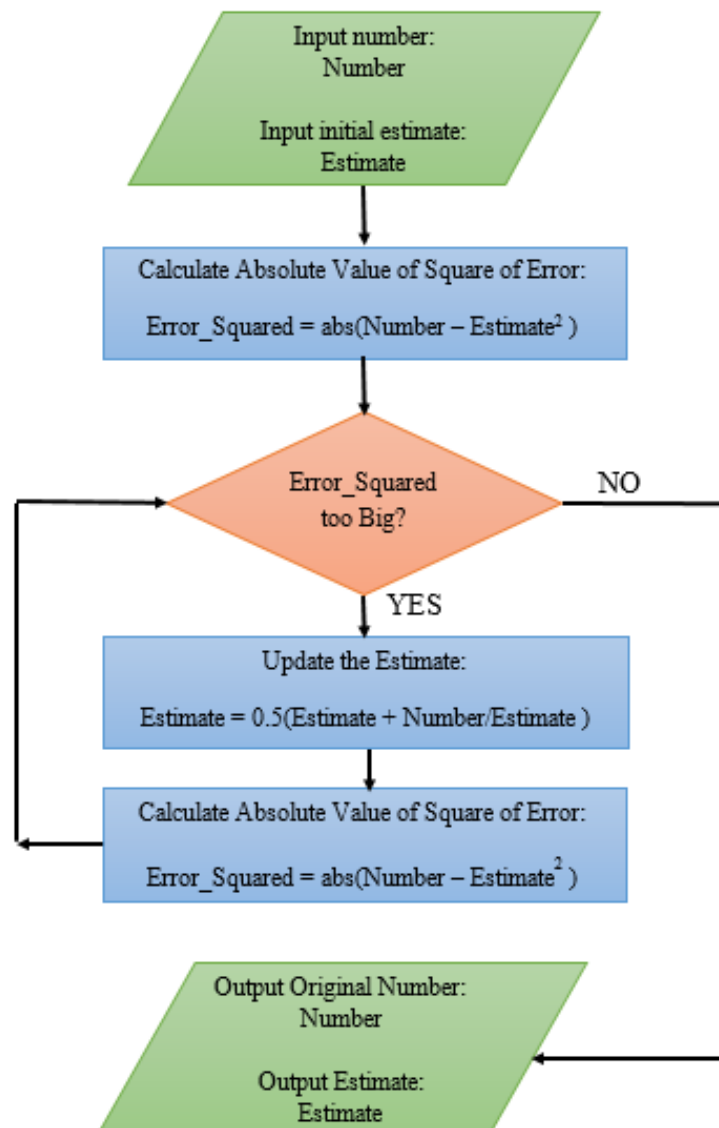 Input number:
Number
Input initial estimate:
Estimate
Calculate Absolute Value of Square of Error:
Error_Squared = abs(Number – Estimate² )
Error_Squared
too Big?
NO
YES
Update the Estimate:
Estimate = 0.5(Estimate + Number/Estimate )
Calculate Absolute Value of Square of Error:
Error_Squared = abs(Number – Estimate² )
Output Original Number:
Number
Output Estimate:
Estimate